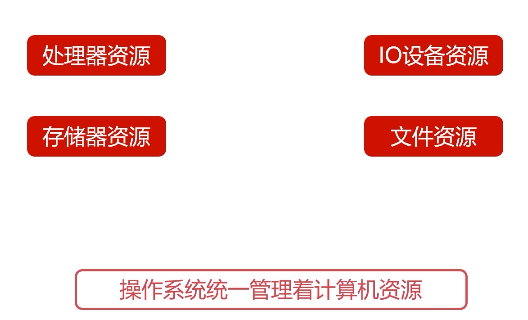 处理器资源
IO设备资源
存储器资源
文件资源
操作系统统一管理着计算机资源